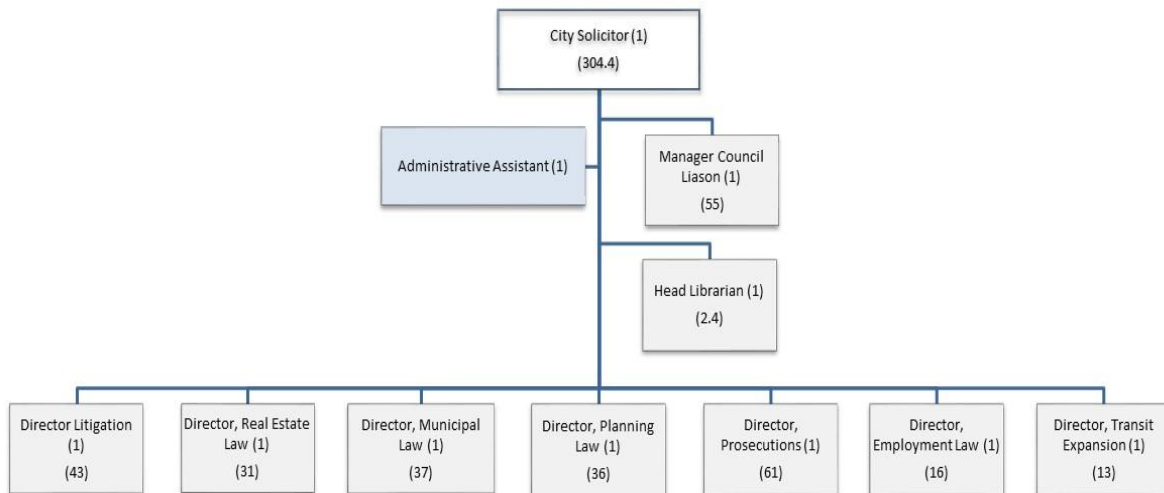 City Solicitor (1)
(304.4)
Administrative Assistant (1)
Manager Council
Liason (1)
(55)
Head Librarian (1)
(2.4)
Director Litigation
(1)
(43)
Director, Real Estate
Law (1)
(31)
Director, Municipal
Law (1)
(37)
Director, Planning
Law (1)
(36)
Director,
Prosecutions (1)
(61)
Director,
Employment Law (1)
(16)
Director, Transit
Expansion (1)
(13)